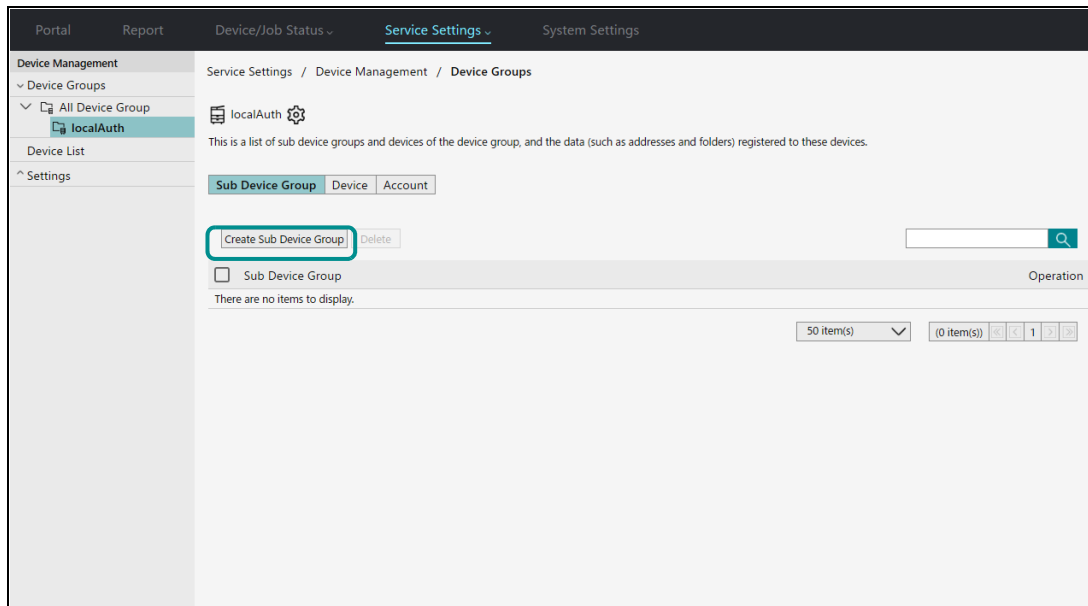 Portal Report Device/Job Status Service Settings System Settings
Device Management
Device Groups
All Device Group
localAuth
Device List
Settings
Service Settings / Device Management / Device Groups
localAuth
This is a list of sub device groups and devices of the device group, and the data (such as addresses and folders) registered to these devices.
Sub Device Group Device Account
Create Sub Device Group Delete
Sub Device Group Operation
There are no items to display.
50 item(s) (0 item(s)) 1